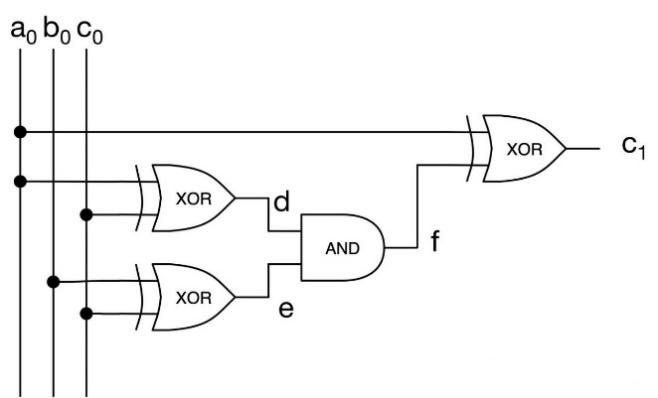 a₀ b₀ c₀
XOR
c₁
XOR
d
AND
f
XOR
e